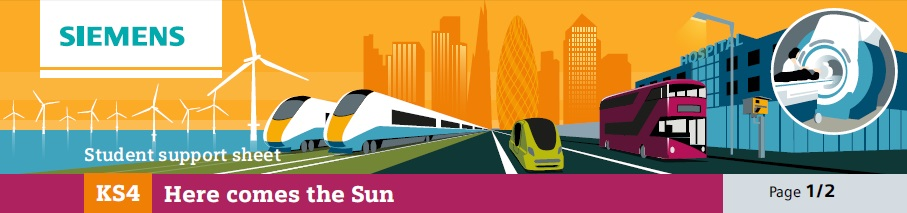 SIEMENS
HOSPITAL
Student support sheet
KS4 Here comes the Sun
Page 1/2